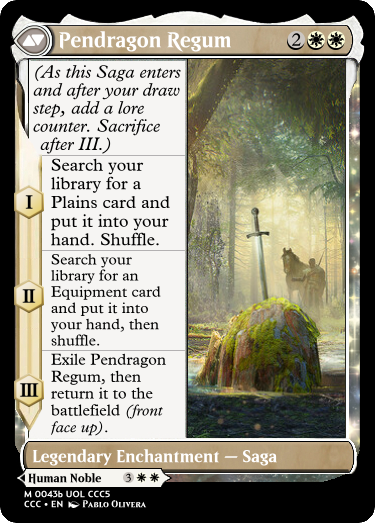 Pendragon Regum 2
(As this Saga enters
and after your draw
step, add a lore
counter. Sacrifice
after III.)
I
Search your
library for a
Plains card and
put it into your
hand. Shuffle.
II
Search your
library for an
Equipment card
and put it into
your hand, then
shuffle.
III
Exile Pendragon
Regum, then
return it to the
battlefield (front
face up).
Legendary Enchantment — Saga
Human Noble 3
M 0043b UOL CCC5
CCC • EN Pablo Olivera